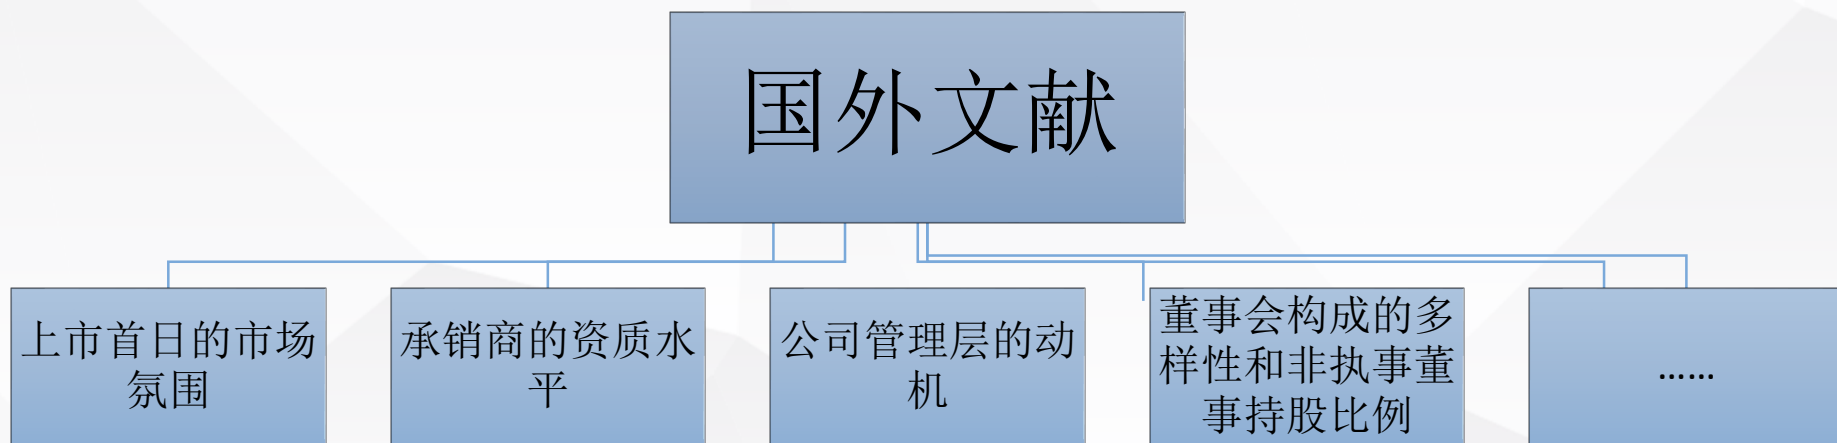 国外文献
上市首日的市场
氛围
承销商的资质水
平
公司管理层的动
机
董事会构成的多
样性和非执事董
事持股比例
……